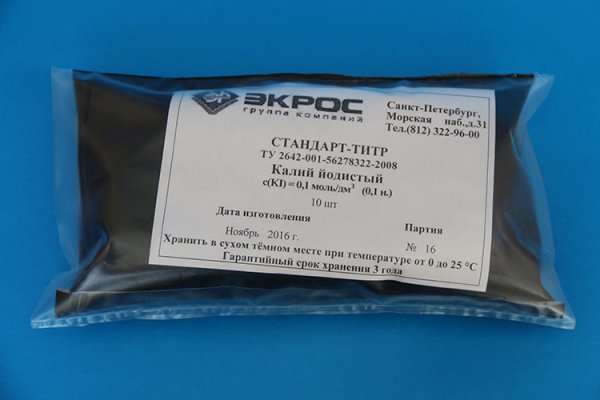 ЭКРОС
группа компаний
Санкт-Петербург,
Морская наб.,д.31
Тел.(812) 322-96-00
СТАНДАРТ-ТИТР
ТУ 2642-001-56278322-2008
Калий йодистый
c(KI) = 0,1 моль/дм³ (0,1 н.)
10 шт
Дата изготовления
Партия
Ноябрь 2016 г.
№ 16
Хранить в сухом тёмном месте при температуре от 0 до 25 °C
Гарантийный срок хранения 3 года